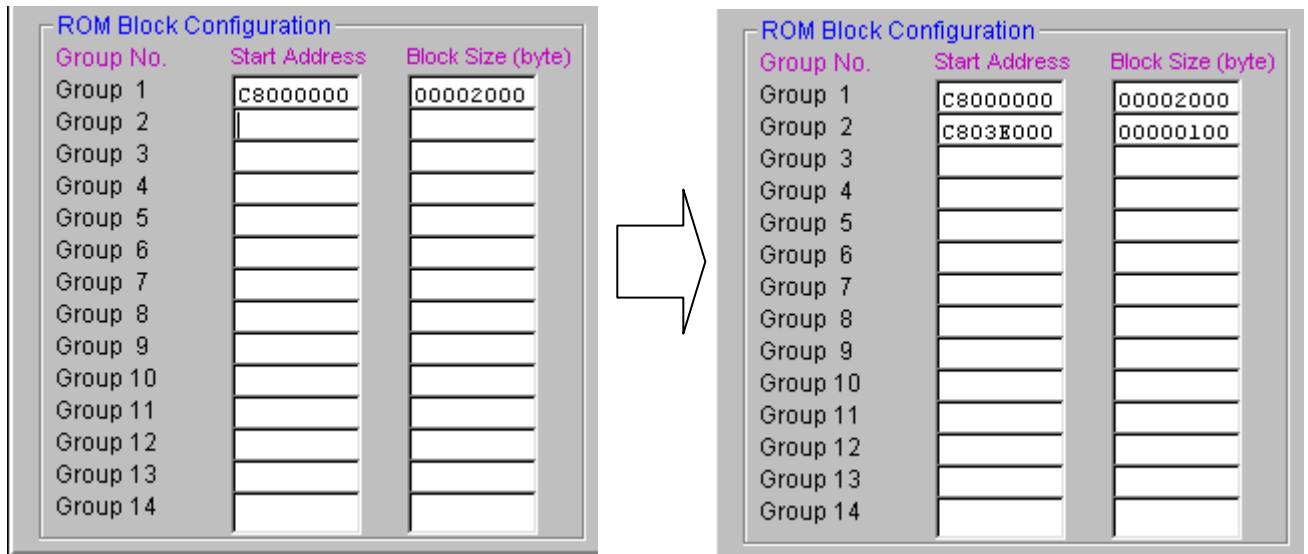 ROM Block Configuration
Group No. Start Address Block Size (byte)
Group 1 C8000000 00002000
Group 2
Group 3
Group 4
Group 5
Group 6
Group 7
Group 8
Group 9
Group 10
Group 11
Group 12
Group 13
Group 14
ROM Block Configuration
Group No. Start Address Block Size (byte)
Group 1 C8000000 00002000
Group 2 C803E000 00000100
Group 3
Group 4
Group 5
Group 6
Group 7
Group 8
Group 9
Group 10
Group 11
Group 12
Group 13
Group 14